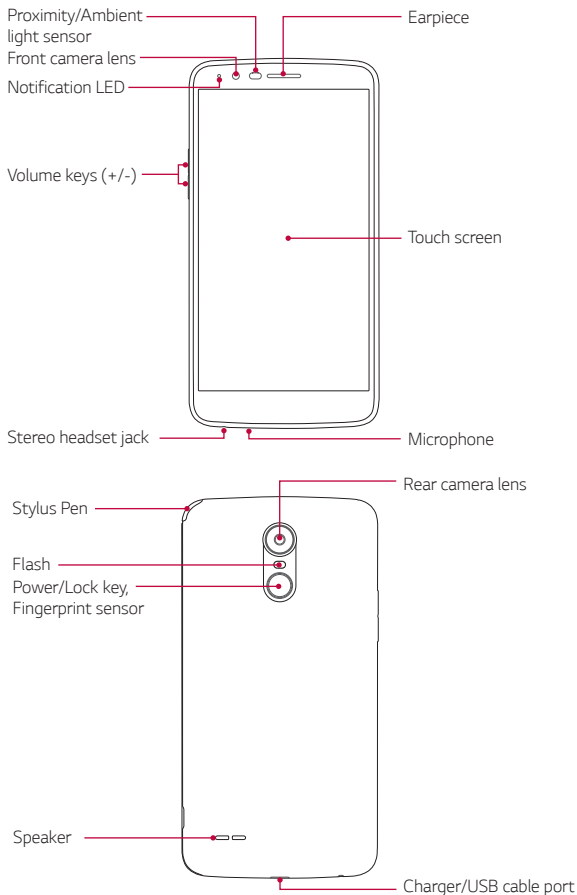 Proximity/Ambient
light sensor
Front camera lens
Notification LED
Volume keys (+/-)
Earpiece
Touch screen
Stereo headset jack
Microphone
Rear camera lens
Stylus Pen
Flash
Power/Lock key,
Fingerprint sensor
Speaker
Charger/USB cable port